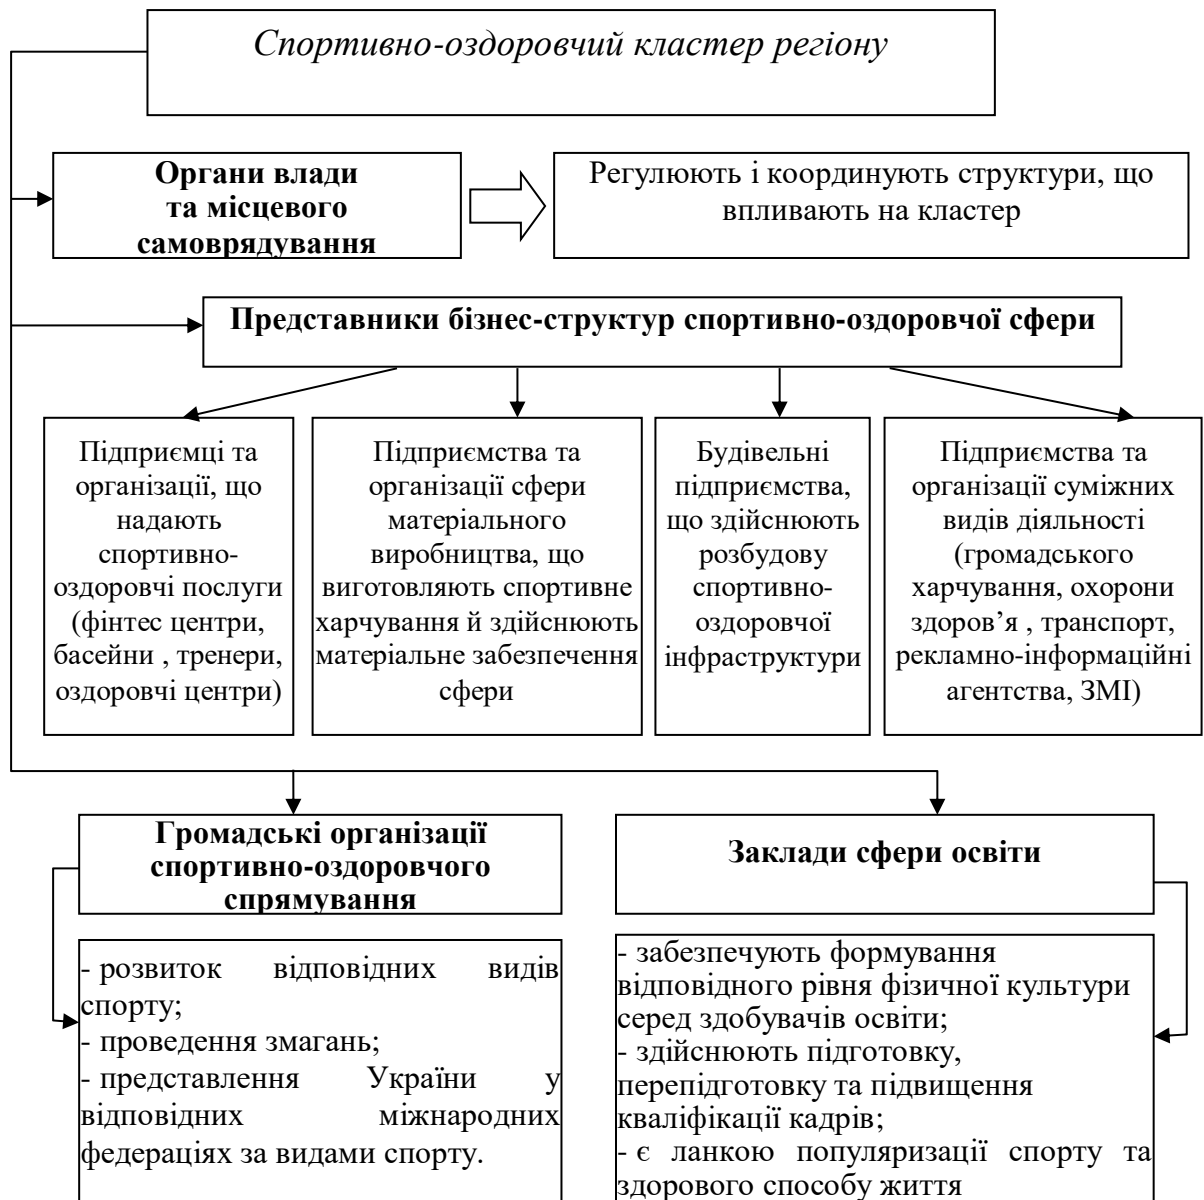 Спортивно-оздоровчий кластер регіону
Органи влади
та місцевого
самоврядування
Регулюють і координують структури, що
впливають на кластер
Представники бізнес-структур спортивно-оздоровчої сфери
Підприємці та
організації, що
надають
спортивно-
оздоровчі послуги
(фінтес центри,
басейни , тренери,
оздоровчі центри)
Підприємства та
організації сфери
матеріального
виробництва, що
виготовляють спортивне
харчування й здійснюють
матеріальне забезпечення
сфери
Будівельні
підприємства,
що здійснюють
розбудову
спортивно-
оздоровчої
інфраструктури
Підприємства та
організації суміжних
видів діяльності
(громадського
харчування, охорони
здоров’я , транспорт,
рекламно-інформаційні
агентства, ЗМІ)
Громадські організації
спортивно-оздоровчого
спрямування
Заклади сфери освіти
- розвиток відповідних видів
спорту;
- проведення змагань;
- представлення України у
відповідних міжнародних
федераціях за видами спорту.
- забезпечують формування
відповідного рівня фізичної культури
серед здобувачів освіти;
- здійснюють підготовку,
перепідготовку та підвищення
кваліфікації кадрів;
- є ланкою популяризації спорту та
здорового способу життя